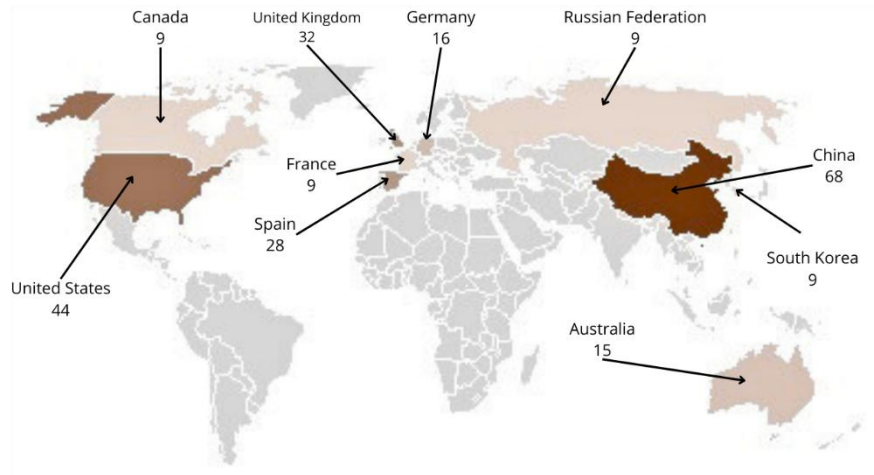 Canada
9
United Kingdom
32
Germany
16
Russian Federation
9
France
9
China
68
Spain
28
South Korea
9
United States
44
Australia
15